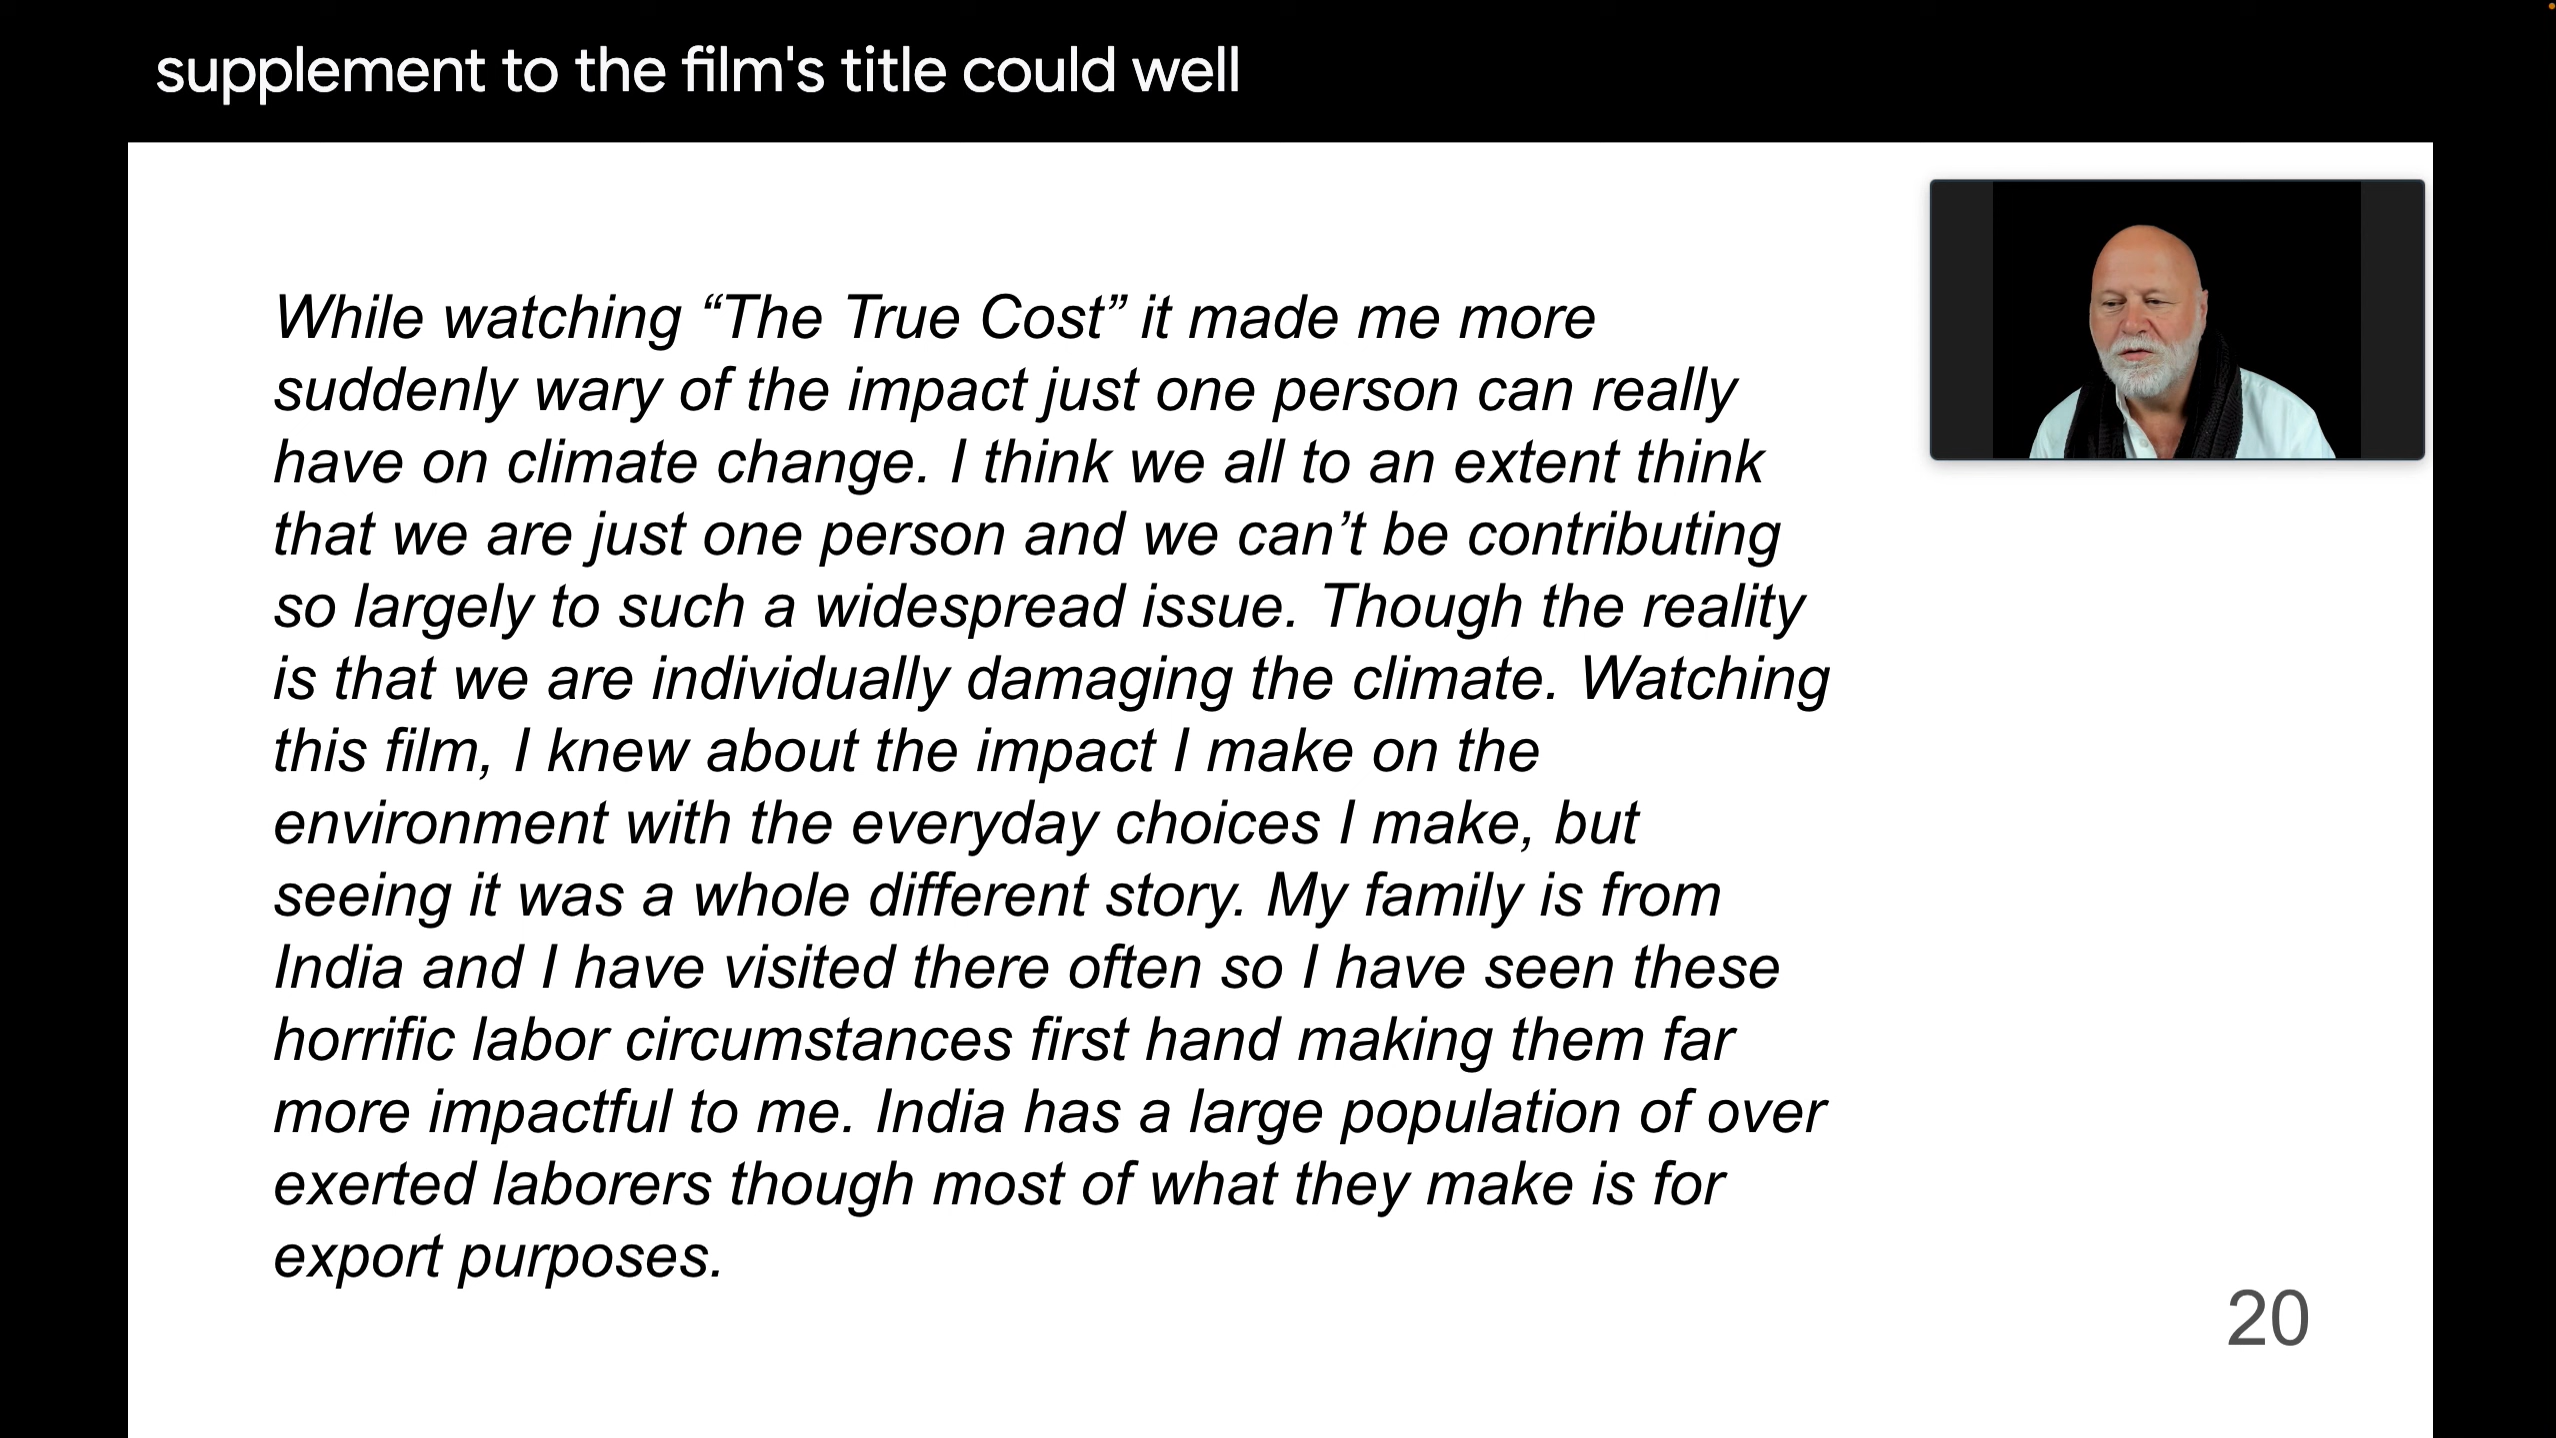 supplement to the film's title could well
While watching “The True Cost” it made me more
suddenly wary of the impact just one person can really
have on climate change. I think we all to an extent think
that we are just one person and we can’t be contributing
so largely to such a widespread issue. Though the reality
is that we are individually damaging the climate. Watching
this film, I knew about the impact I make on the
environment with the everyday choices I make, but
seeing it was a whole different story. My family is from
India and I have visited there often so I have seen these
horrific labor circumstances first hand making them far
more impactful to me. India has a large population of over
exerted laborers though most of what they make is for
export purposes.
20